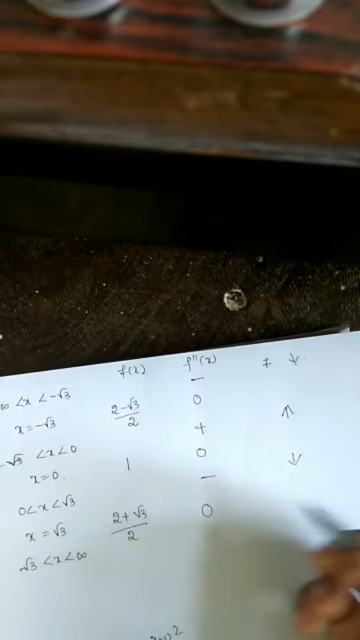 f(x) f''(x)
∞ < x < -√3 - ↓
x = -√3 (2-√3)/2 0
-√3 < x < 0 + ↑
x = 0. 1 0
0 < x < √3 - ↓
x = √3 (2+√3)/2 0
√3 < x < ∞